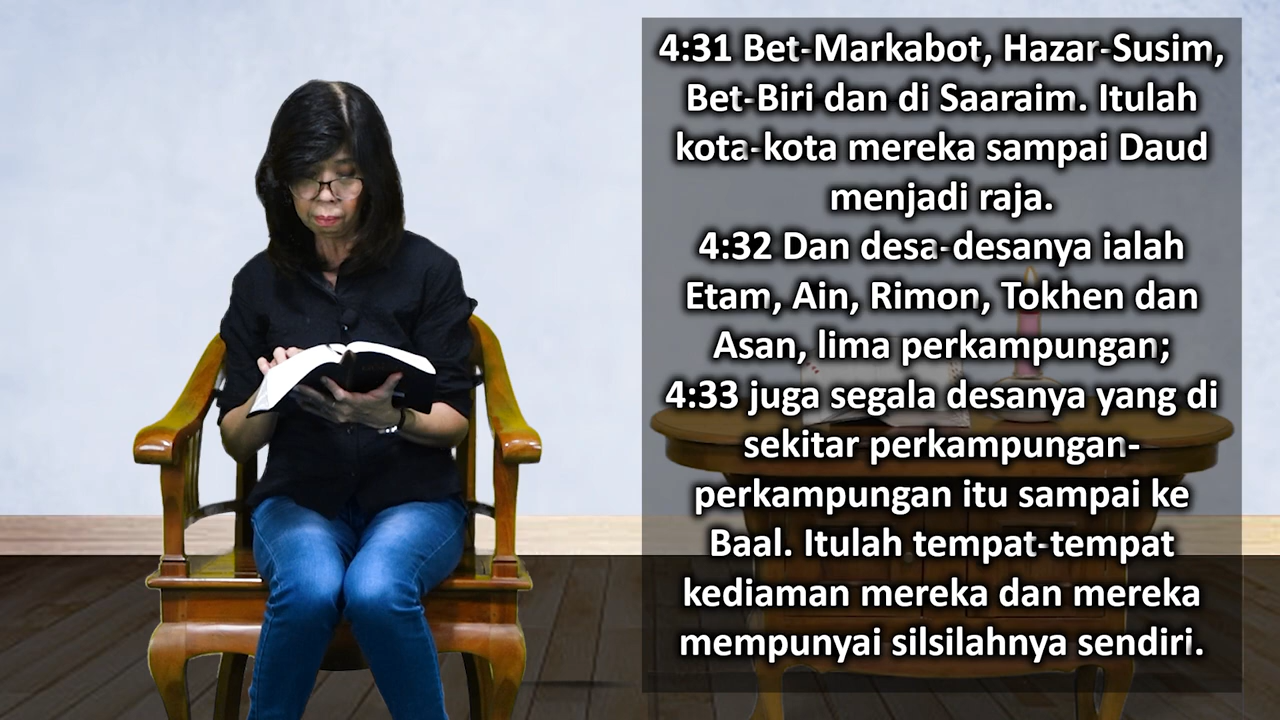 4:31 Bet-Markabot, Hazar-Susim,
Bet-Biri dan di Saaraim. Itulah
kota-kota mereka sampai Daud
menjadi raja.
4:32 Dan desa-desanya ialah
Etam, Ain, Rimon, Tokhen dan
Asan, lima perkampungan;
4:33 juga segala desanya yang di
sekitar perkampungan-
perkampungan itu sampai ke
Baal. Itulah tempat-tempat
kediaman mereka dan mereka
mempunyai silsilahnya sendiri.